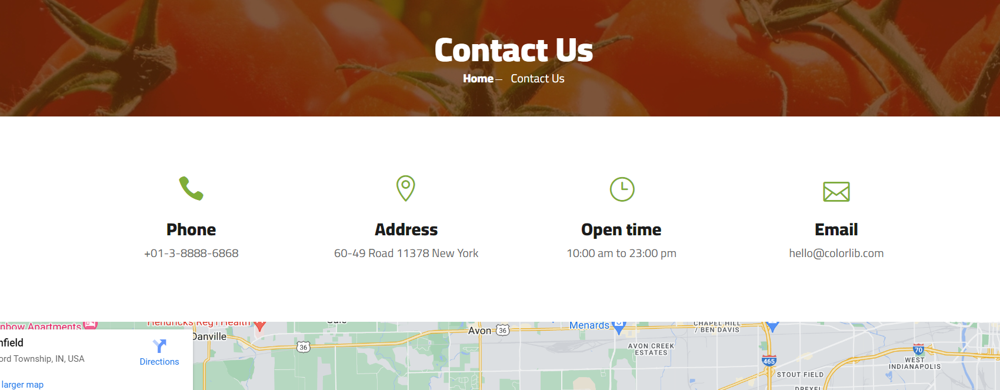 Contact Us
Home – Contact Us
Phone
+01-3-8888-6868
Address
60-49 Road 11378 New York
Open time
10:00 am to 23:00 pm
Email
hello@colorlib.com
nbow Apartments
Hendricks Reg'l Health
nfield
ord Township, IN, USA
Directions
larger map
Danville
36
Avon
36
Menards
CHAPEL HILL
/ BEN DAVIS
AVON CREEK
ESTATES
465
70
WEST
INDIANAPOLIS
STOUT FIELD
DREXEL